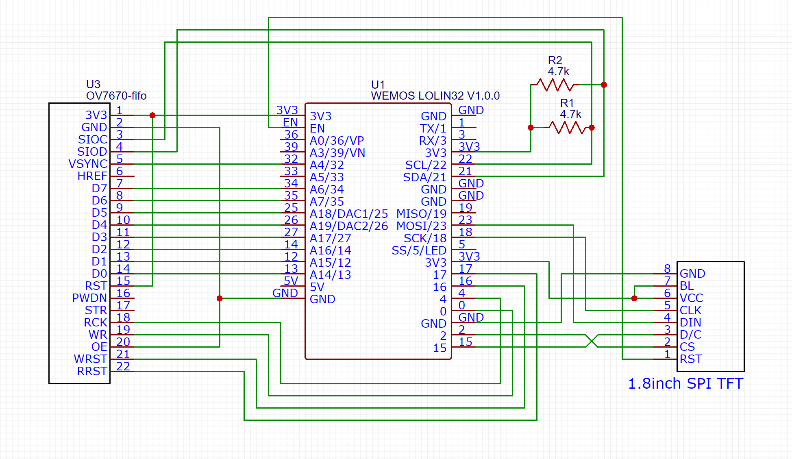 U3
OV7670-fifo
3V3 1
GND 2
SIOC 3
SIOD 4
VSYNC 5
HREF 6
D7 7
D6 8
D5 9
D4 10
D3 11
D2 12
D1 13
D0 14
RST 15
PWDN 16
STR 17
RCK 18
WR 19
OE 20
WRST 21
RRST 22
U1
WEMOS LOLIN32 V1.0.0
3V3 3V3
EN EN
36 A0/36/VP
39 A3/39/VN
32 A4/32
33 A5/33
34 A6/34
35 A7/35
25 A18/DAC1/25
26 A19/DAC2/26
27 A17/27
14 A16/14
12 A15/12
13 A14/13
5V 5V
GND GND
GND GND
TX/1 1
RX/3 3
3V3 3V3
SCL/22 22
SDA/21 21
GND GND
GND GND
MISO/19 19
MOSI/23 23
SCK/18 18
SS/5/LED 5
3V3 3V3
17 17
16 16
4 4
0 0
GND GND
2 2
15 15
R2
4.7k
R1
4.7k
8 GND
7 BL
6 VCC
5 CLK
4 DIN
3 D/C
2 CS
1 RST
1.8inch SPI TFT